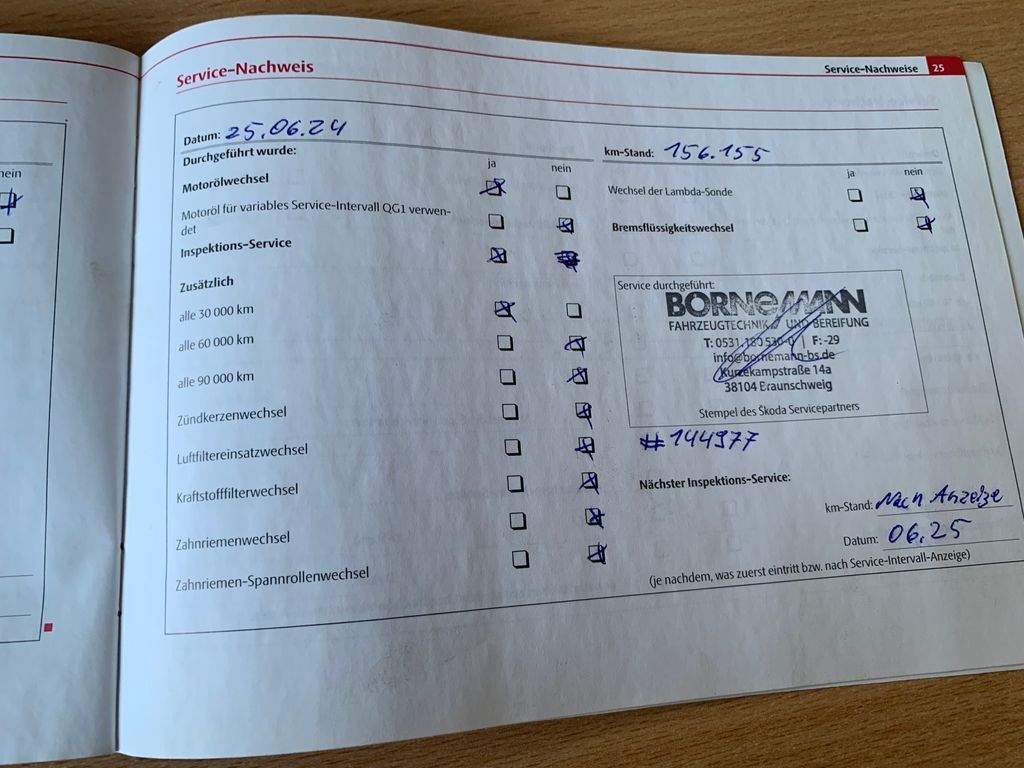 nein
Service-Nachweis
Service-Nachweise 25
Datum: 25.06.24
km-Stand: 156.155
Durchgeführt wurde:
ja nein
ja nein
Motorölwechsel
Wechsel der Lambda-Sonde
Motoröl für variables Service-Intervall QG1 verwen-
det
Bremsflüssigkeitswechsel
Inspektions-Service
Zusätzlich
alle 30 000 km
alle 60 000 km
alle 90 000 km
Zündkerzenwechsel
Luftfiltereinsatzwechsel
Kraftstofffilterwechsel
Zahnriemenwechsel
Zahnriemen-Spannrollenwechsel
Service durchgeführt:
BORNEMANN
FAHRZEUGTECHNIK UND BEREIFUNG
T: 0531 180530-0 | F: -29
info@bornemann-bs.de
Kurzekampstraße 14a
38104 Braunschweig
Stempel des Škoda Servicepartners
#144977
Nächster Inspektions-Service:
km-Stand: Nach Anzeige
Datum: 06.25
(je nachdem, was zuerst eintritt bzw. nach Service-Intervall-Anzeige)